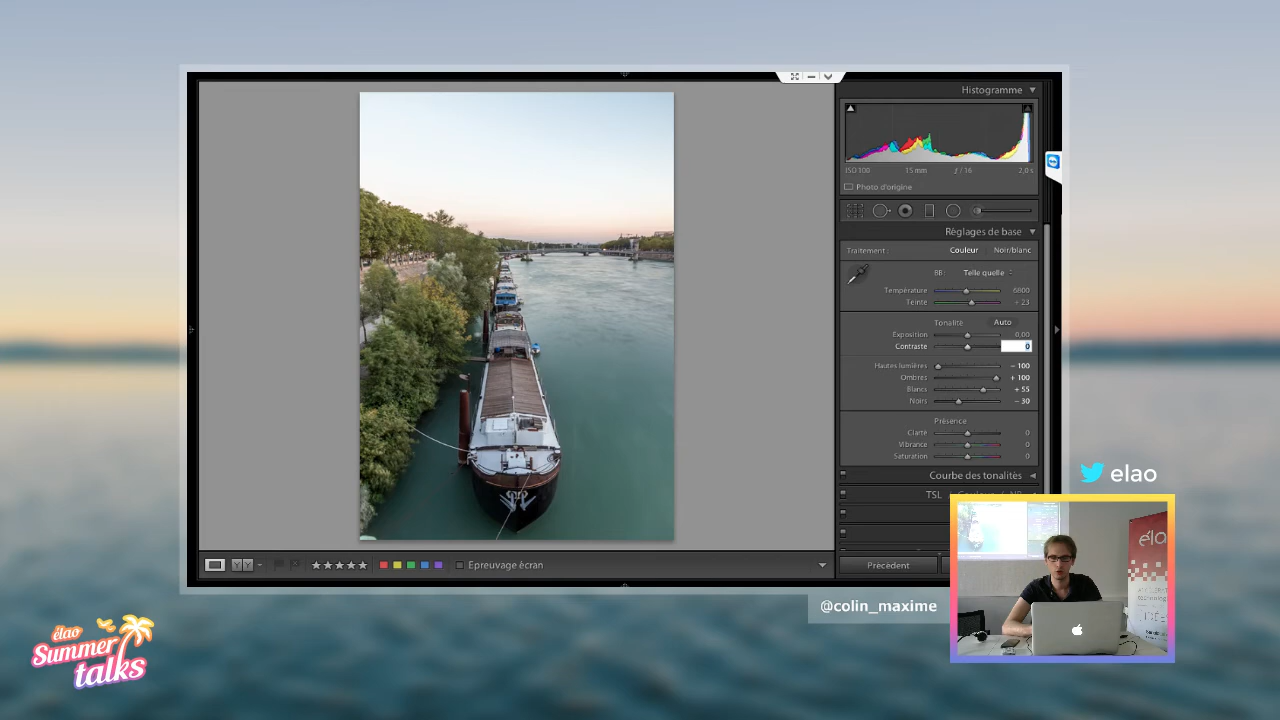 Histogramme
ISO 100 15 mm ƒ / 16 2,0 s
Photo d'origine
Réglages de base
Traitement : Couleur Noir/blanc
BB : Telle quelle
Température 6800
Teinte + 23
Tonalité Auto
Exposition 0,00
Contraste 0
Hautes lumières − 100
Ombres + 100
Blancs + 55
Noirs − 30
Présence
Clarté 0
Vibrance 0
Saturation 0
Courbe des tonalités
TSL
YY
Epreuvage écran
Précédent
elao
@colin_maxime
éla
élao
Summer
talks